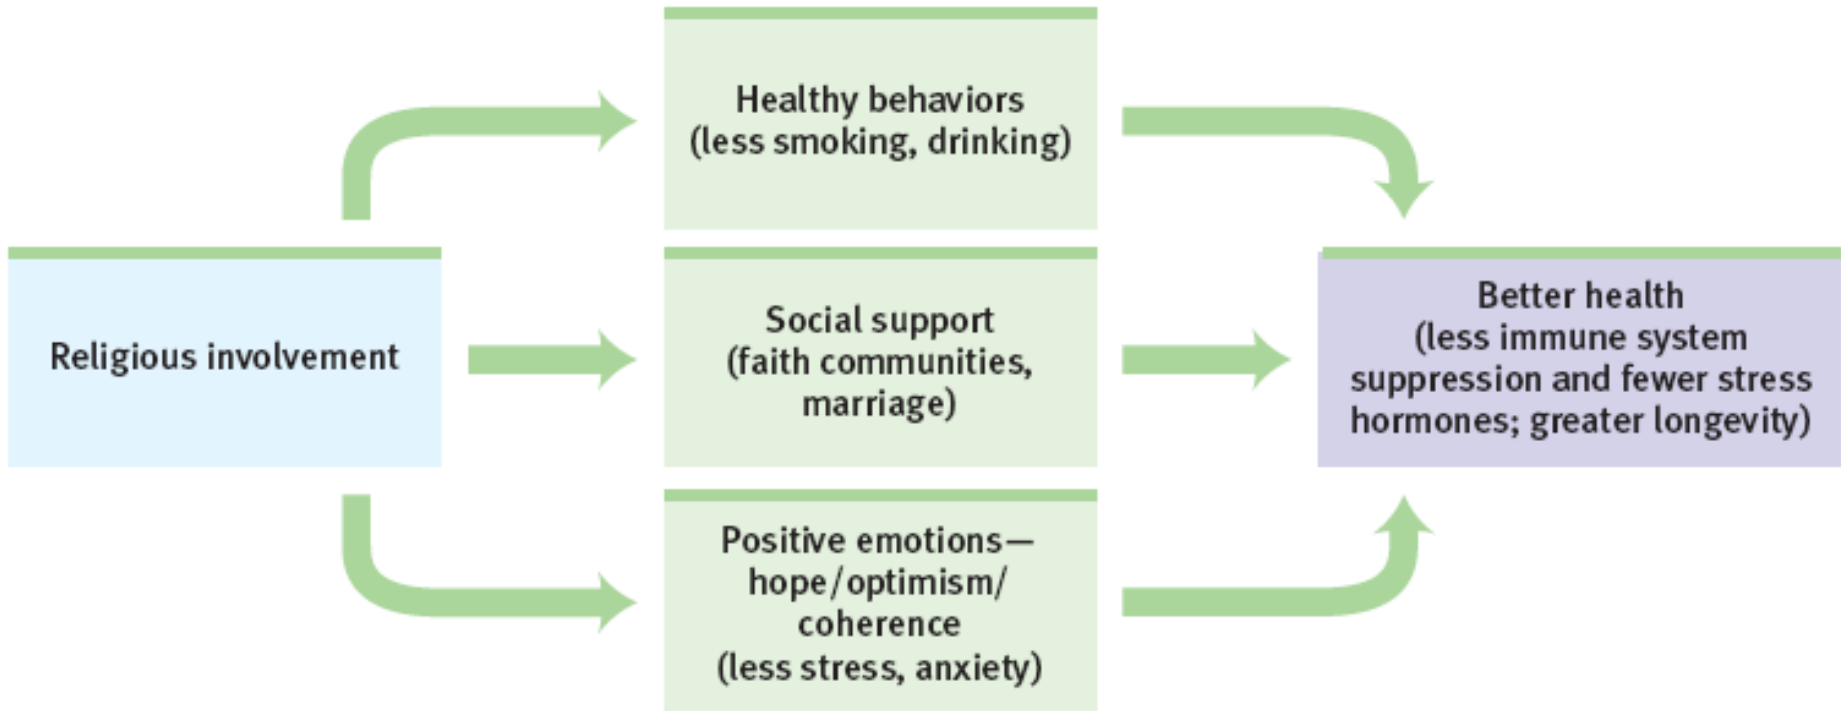 Healthy behaviors
(less smoking, drinking)
Religious involvement
Social support
(faith communities,
marriage)
Better health
(less immune system
suppression and fewer stress
hormones; greater longevity)
Positive emotions—
hope/optimism/
coherence
(less stress, anxiety)